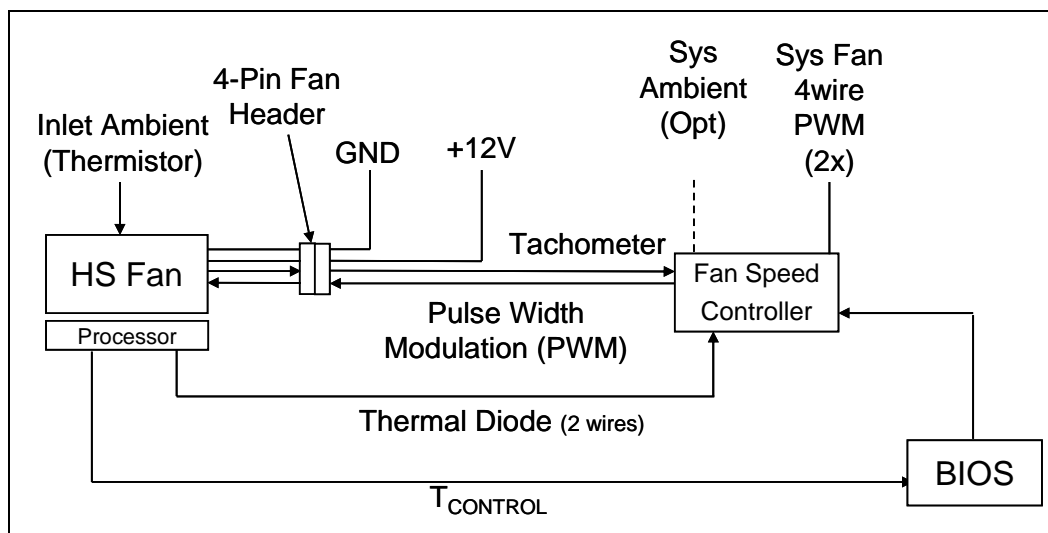 Sys
Ambient
(Opt)
Sys Fan
4wire
PWM
(2x)
4-Pin Fan
Header
Inlet Ambient
(Thermistor)
GND
+12V
Tachometer
HS Fan
Fan Speed
Controller
Processor
Pulse Width
Modulation (PWM)
Thermal Diode (2 wires)
BIOS
TCONTROL